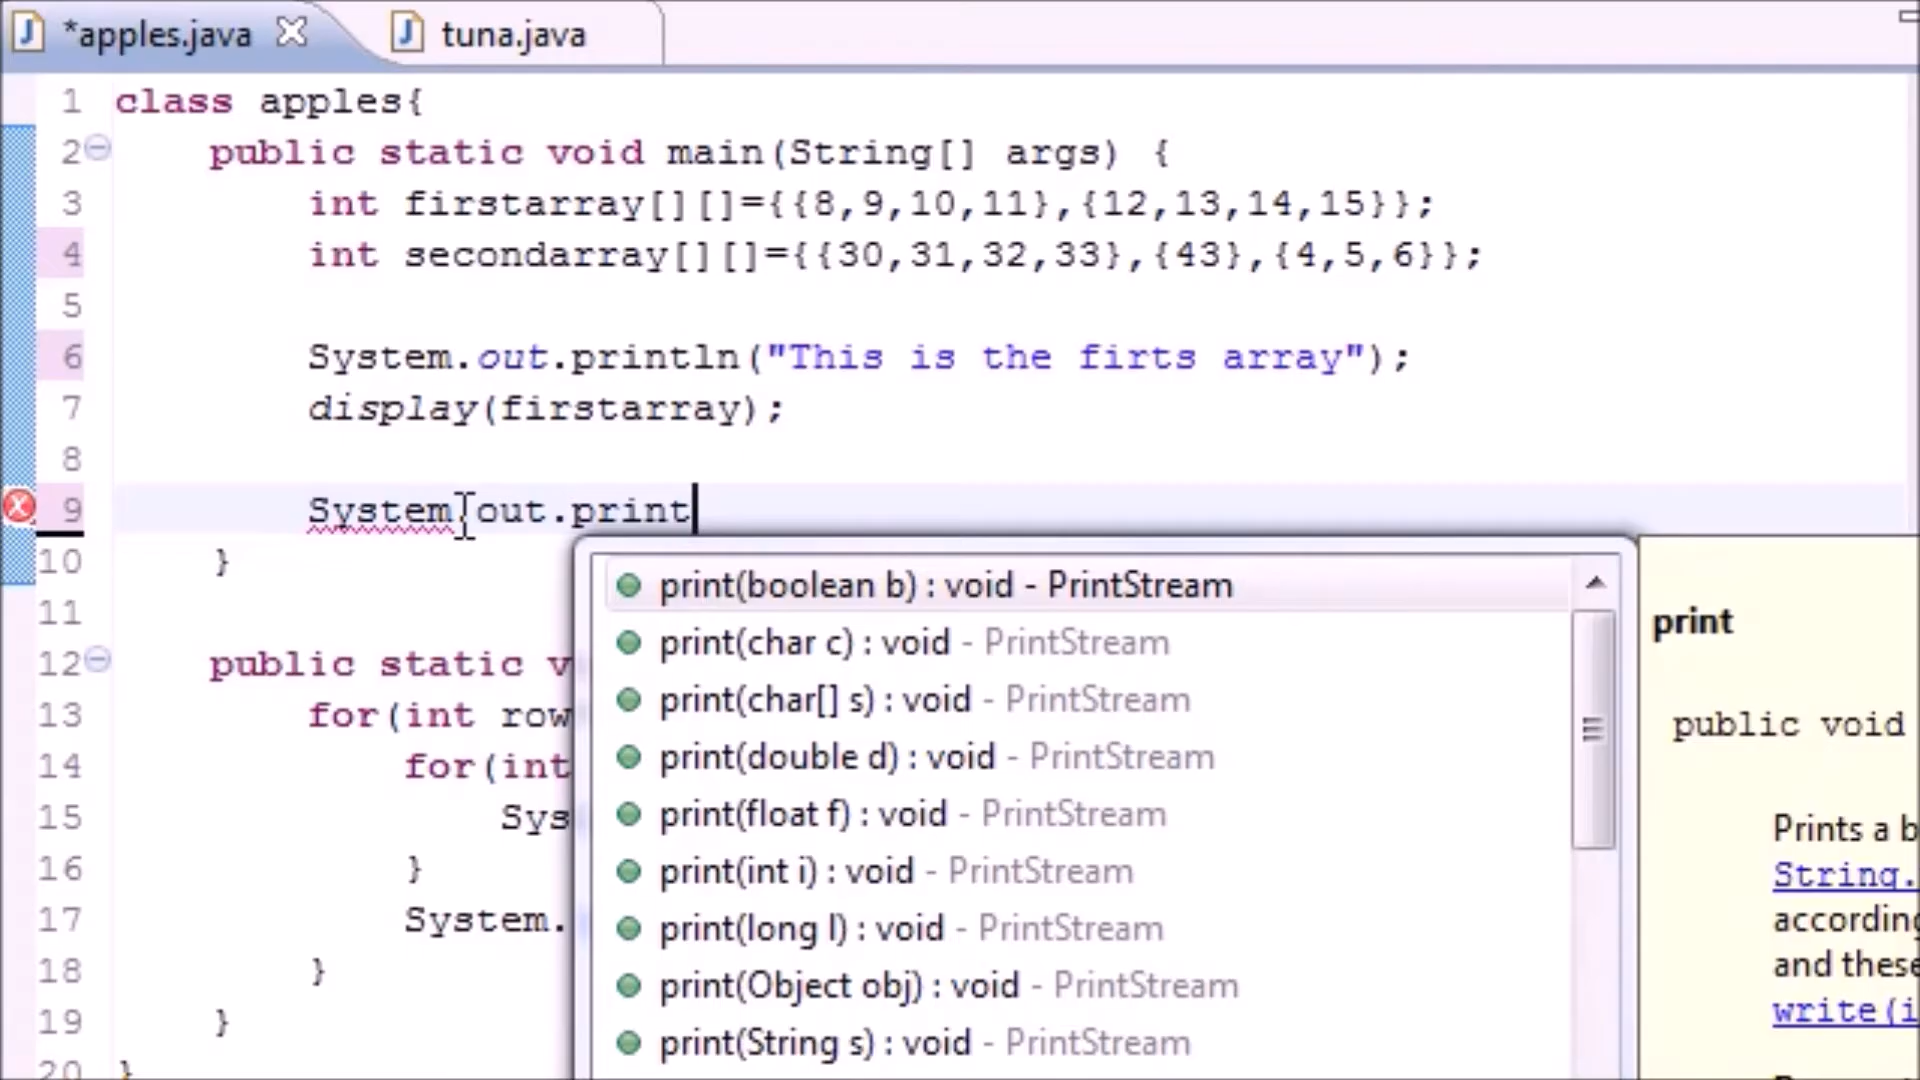 *apples.java
tuna.java
1 class apples{
2 public static void main(String[] args) {
3 int firstarray[][]={{8,9,10,11},{12,13,14,15}};
4 int secondarray[][]={{30,31,32,33},{43},{4,5,6}};
5
6 System.out.println("This is the firts array");
7 display(firstarray);
8
9 System.out.print
10 }
11
12 public static v
13 for(int row
14 for(int
15 Sys
16 }
17 System.
18 }
19 }
20 }
print(boolean b) : void - PrintStream
print(char c) : void - PrintStream
print(char[] s) : void - PrintStream
print(double d) : void - PrintStream
print(float f) : void - PrintStream
print(int i) : void - PrintStream
print(long l) : void - PrintStream
print(Object obj) : void - PrintStream
print(String s) : void - PrintStream
print
public void
Prints a b
String.
according
and these
write(i